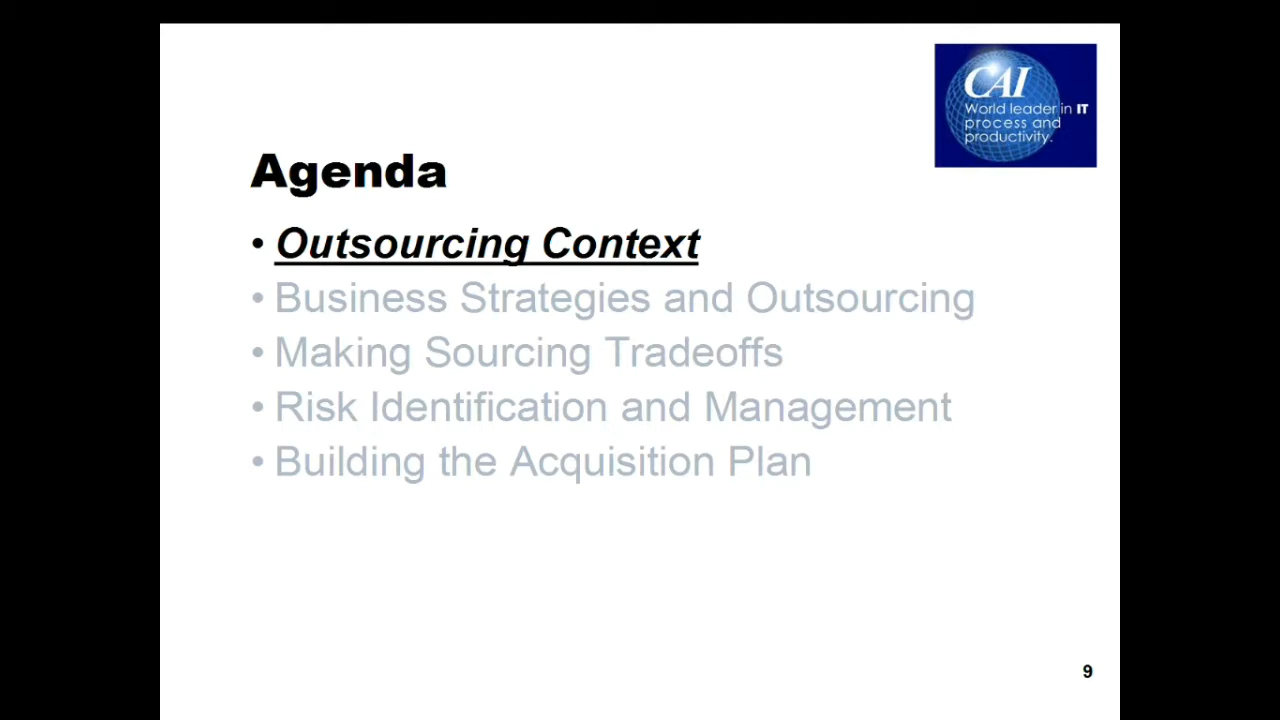 CAI
World leader in IT
process and
productivity.
Agenda
• Outsourcing Context
• Business Strategies and Outsourcing
• Making Sourcing Tradeoffs
• Risk Identification and Management
• Building the Acquisition Plan
9